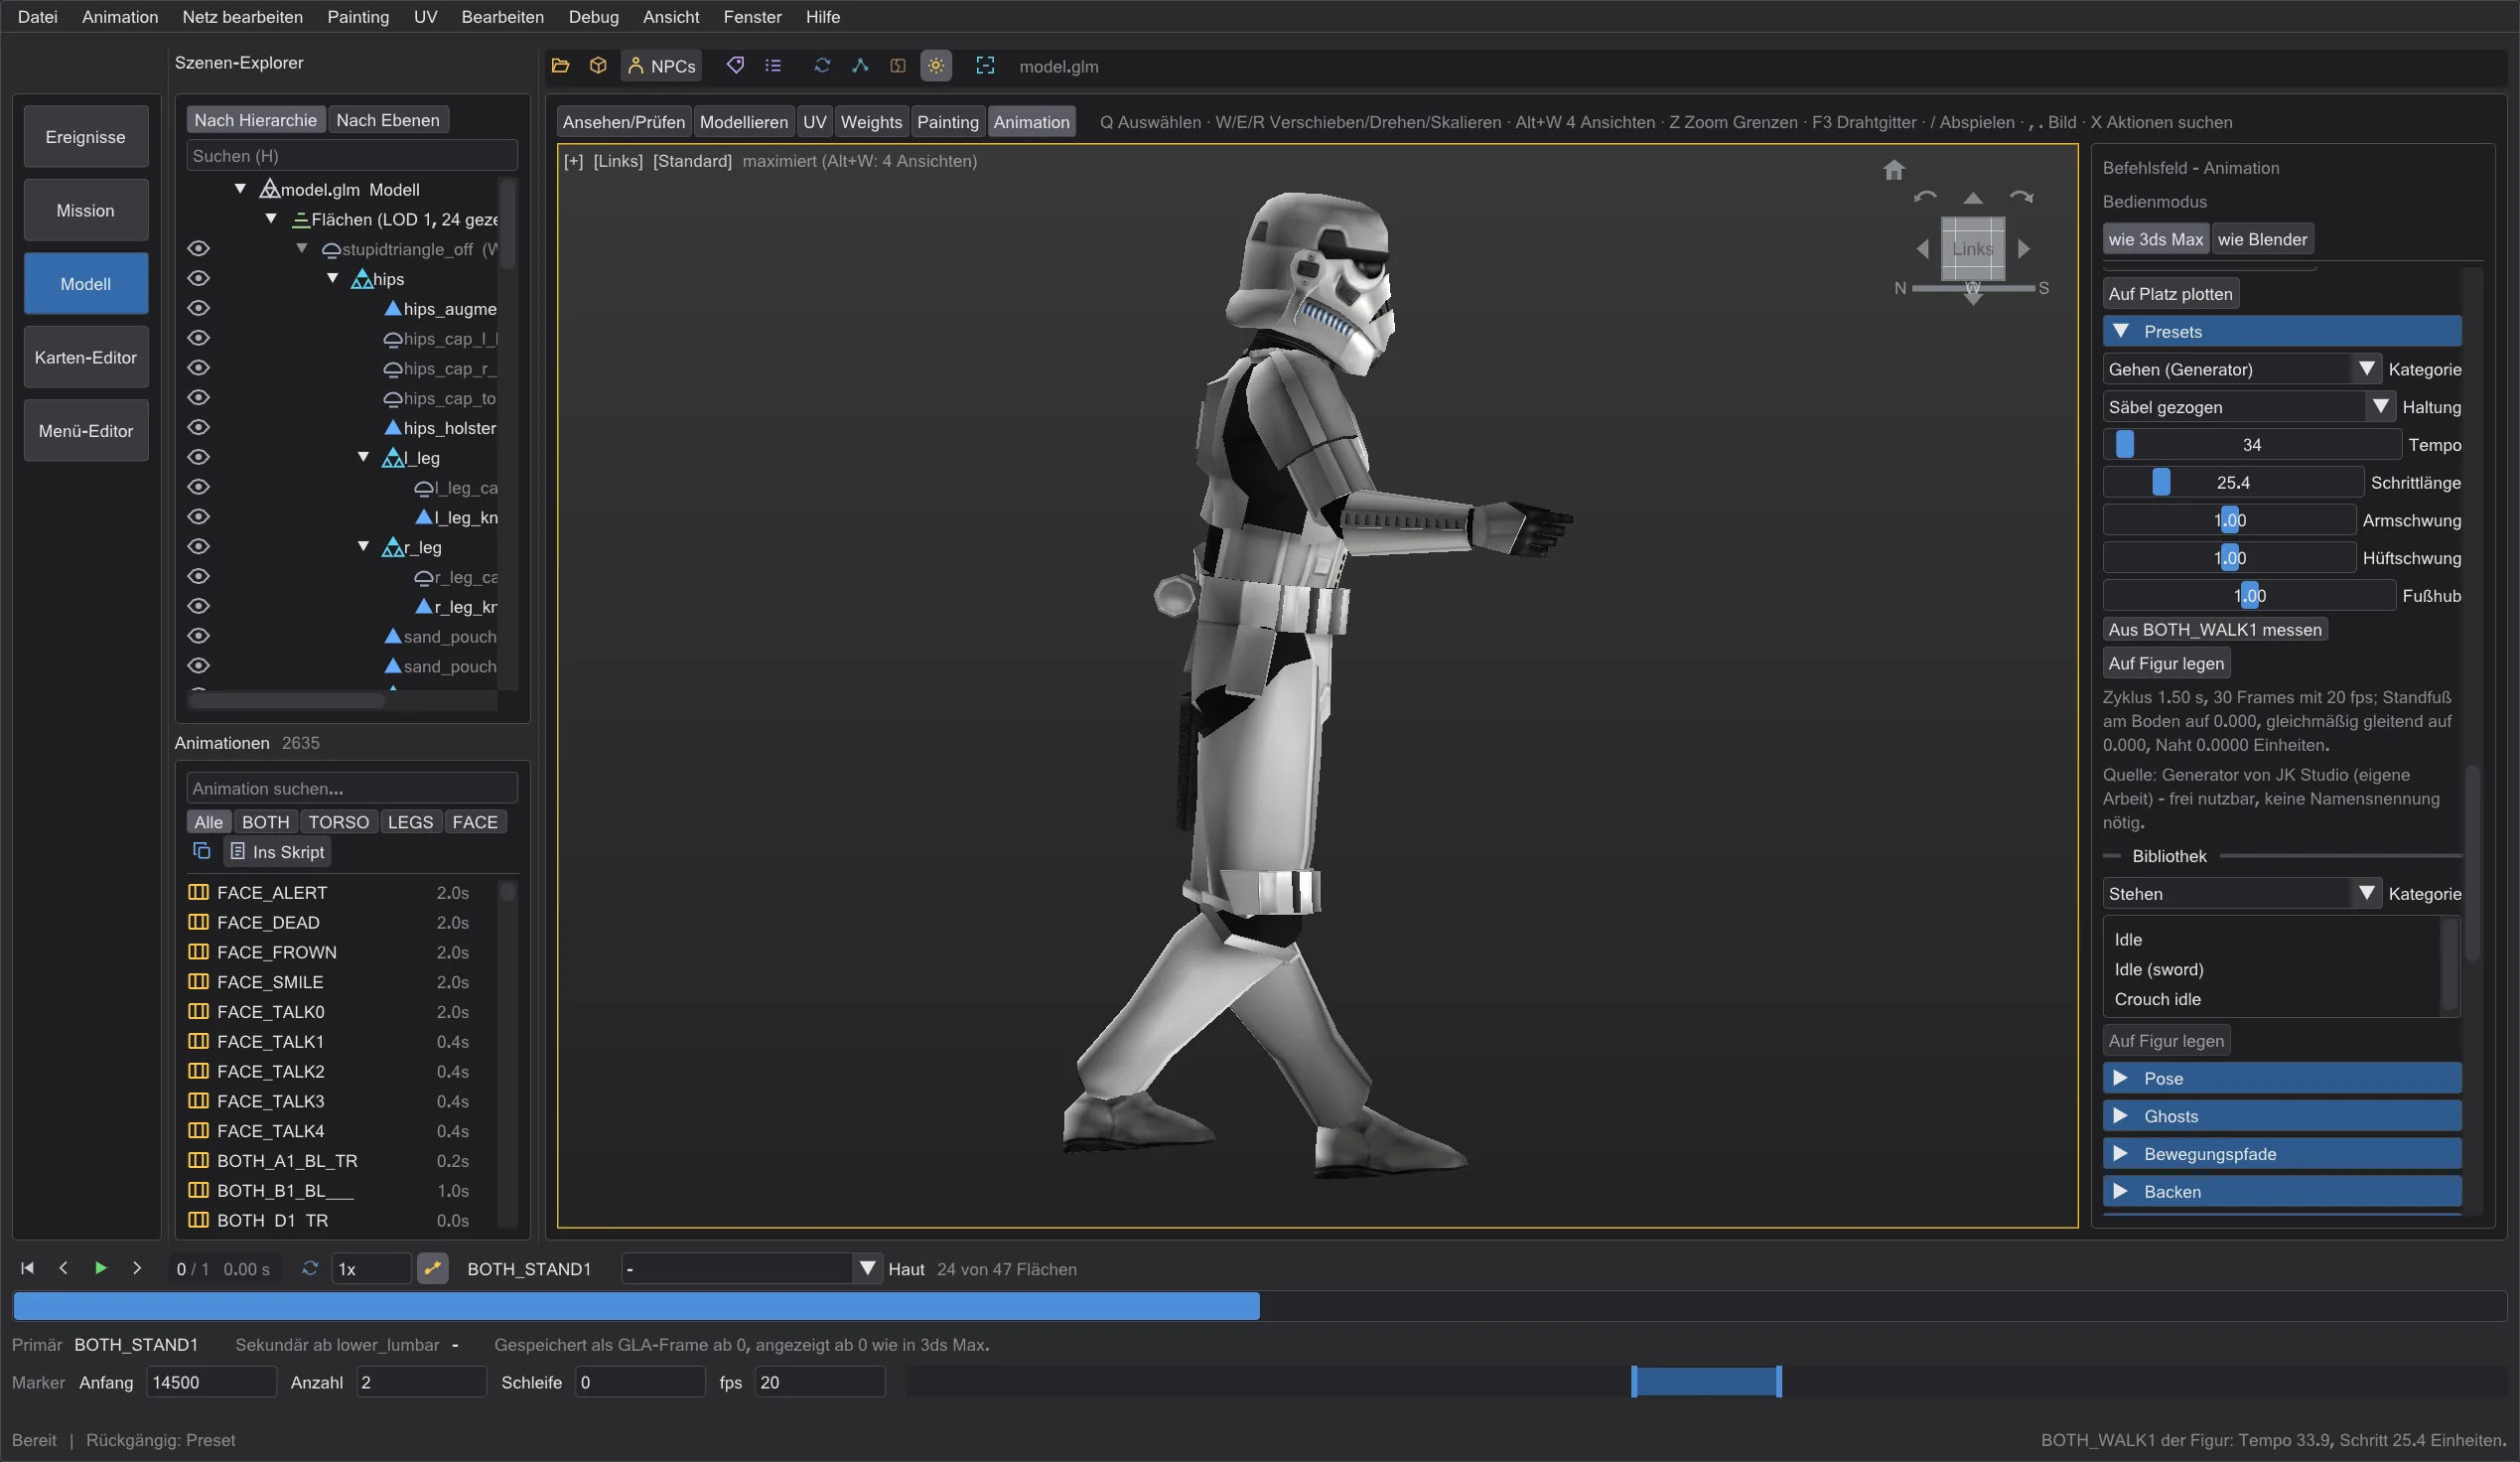 Datei Animation Netz bearbeiten Painting UV Bearbeiten Debug Ansicht Fenster Hilfe
Szenen-Explorer
NPCs model.glm
Ereignisse
Mission
Modell
Karten-Editor
Menü-Editor
Nach Hierarchie Nach Ebenen
Suchen (H)
model.glm Modell
Flächen (LOD 1, 24 geze
stupidtriangle_off (W
hips
hips_augme
hips_cap_l_l
hips_cap_r_
hips_cap_to
hips_holster
l_leg
l_leg_ca
l_leg_kn
r_leg
r_leg_ca
r_leg_kn
sand_pouch
sand_pouch
Animationen 2635
Animation suchen...
Alle BOTH TORSO LEGS FACE
Ins Skript
FACE_ALERT 2.0s
FACE_DEAD 2.0s
FACE_FROWN 2.0s
FACE_SMILE 2.0s
FACE_TALK0 2.0s
FACE_TALK1 0.4s
FACE_TALK2 0.4s
FACE_TALK3 0.4s
FACE_TALK4 0.4s
BOTH_A1_BL_TR 0.2s
BOTH_B1_BL___ 1.0s
BOTH_D1_TR 0.0s
Ansehen/Prüfen Modellieren UV Weights Painting Animation Q Auswählen · W/E/R Verschieben/Drehen/Skalieren · Alt+W 4 Ansichten · Z Zoom Grenzen · F3 Drahtgitter · / Abspielen · , . Bild · X Aktionen suchen
[+] [Links] [Standard] maximiert (Alt+W: 4 Ansichten)
Links
N W S
Befehlsfeld - Animation
Bedienmodus
wie 3ds Max wie Blender
Auf Platz plotten
Presets
Gehen (Generator) Kategorie
Säbel gezogen Haltung
34 Tempo
25.4 Schrittlänge
1.00 Armschwung
1.00 Hüftschwung
1.00 Fußhub
Aus BOTH_WALK1 messen
Auf Figur legen
Zyklus 1.50 s, 30 Frames mit 20 fps; Standfuß
am Boden auf 0.000, gleichmäßig gleitend auf
0.000, Naht 0.0000 Einheiten.
Quelle: Generator von JK Studio (eigene
Arbeit) - frei nutzbar, keine Namensnennung
nötig.
Bibliothek
Stehen Kategorie
Idle
Idle (sword)
Crouch idle
Auf Figur legen
Pose
Ghosts
Bewegungspfade
Backen
0 / 1 0.00 s 1x BOTH_STAND1 - Haut 24 von 47 Flächen
Primär BOTH_STAND1 Sekundär ab lower_lumbar - Gespeichert als GLA-Frame ab 0, angezeigt ab 0 wie in 3ds Max.
Marker Anfang 14500 Anzahl 2 Schleife 0 fps 20
Bereit | Rückgängig: Preset
BOTH_WALK1 der Figur: Tempo 33.9, Schritt 25.4 Einheiten.